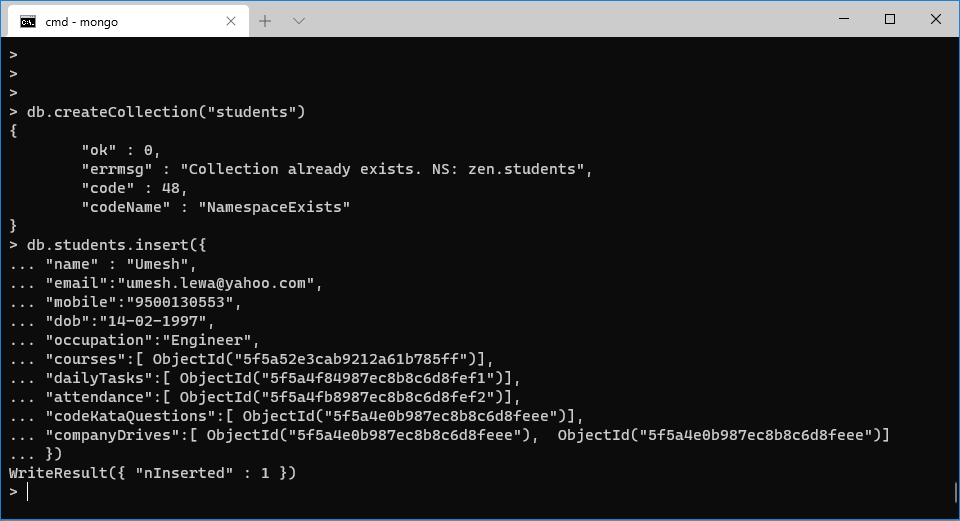 cmd - mongo
>
>
>
> db.createCollection("students")
{
        "ok" : 0,
        "errmsg" : "Collection already exists. NS: zen.students",
        "code" : 48,
        "codeName" : "NamespaceExists"
}
> db.students.insert({
... "name" : "Umesh",
... "email":"umesh.lewa@yahoo.com",
... "mobile":"9500130553",
... "dob":"14-02-1997",
... "occupation":"Engineer",
... "courses":[ ObjectId("5f5a52e3cab9212a61b785ff")],
... "dailyTasks":[ ObjectId("5f5a4f84987ec8b8c6d8fef1")],
... "attendance":[ ObjectId("5f5a4fb8987ec8b8c6d8fef2")],
... "codeKataQuestions":[ ObjectId("5f5a4e0b987ec8b8c6d8feee")],
... "companyDrives":[ ObjectId("5f5a4e0b987ec8b8c6d8feee"),  ObjectId("5f5a4e0b987ec8b8c6d8feee")]
... })
WriteResult({ "nInserted" : 1 })
>